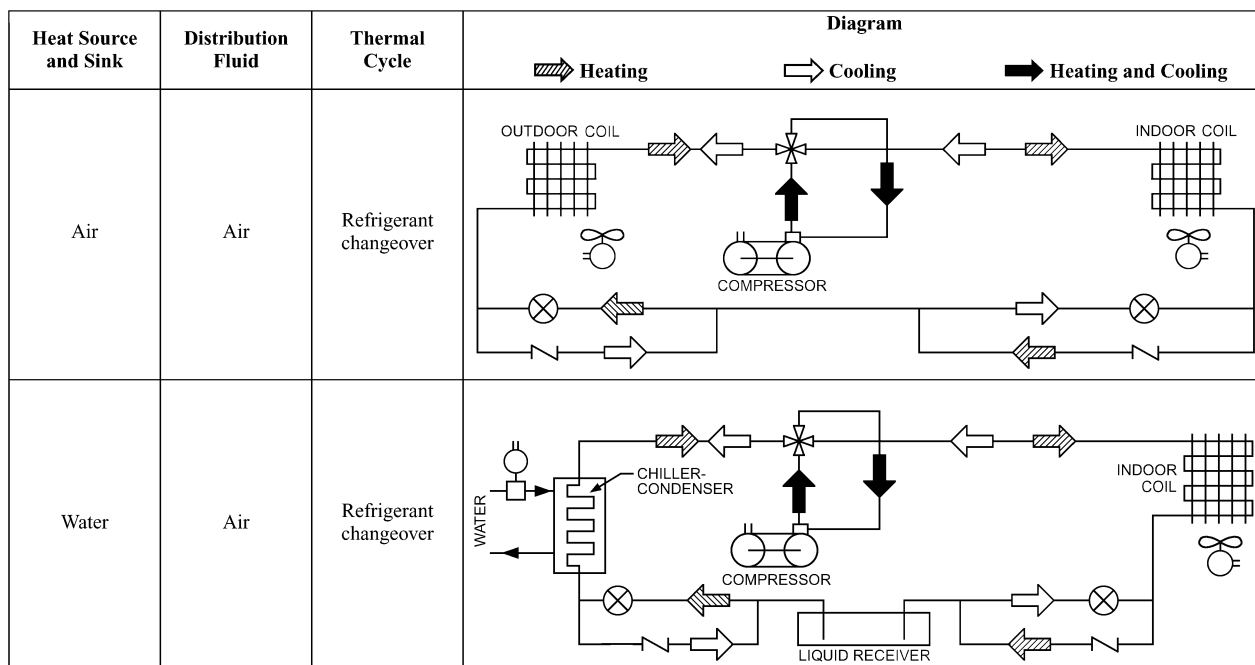 Heat Source
and Sink
Distribution
Fluid
Thermal
Cycle
Diagram
Heating
Cooling
Heating and Cooling
Air
Air
Refrigerant
changeover
OUTDOOR COIL
INDOOR COIL
COMPRESSOR
Water
Air
Refrigerant
changeover
WATER
CHILLER-
CONDENSER
INDOOR
COIL
COMPRESSOR
LIQUID RECEIVER